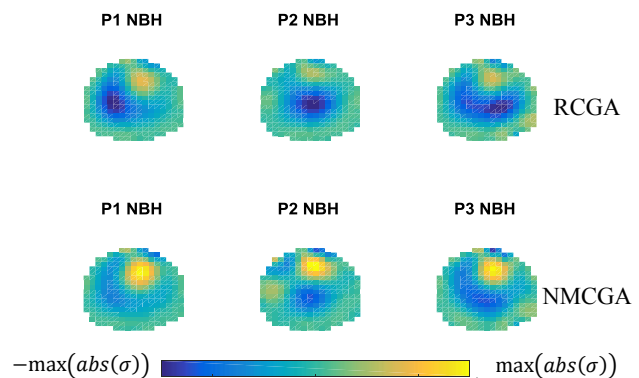 P1 NBH P2 NBH P3 NBH
RCGA
P1 NBH P2 NBH P3 NBH
NMCGA
−max(abs(σ)) max(abs(σ))